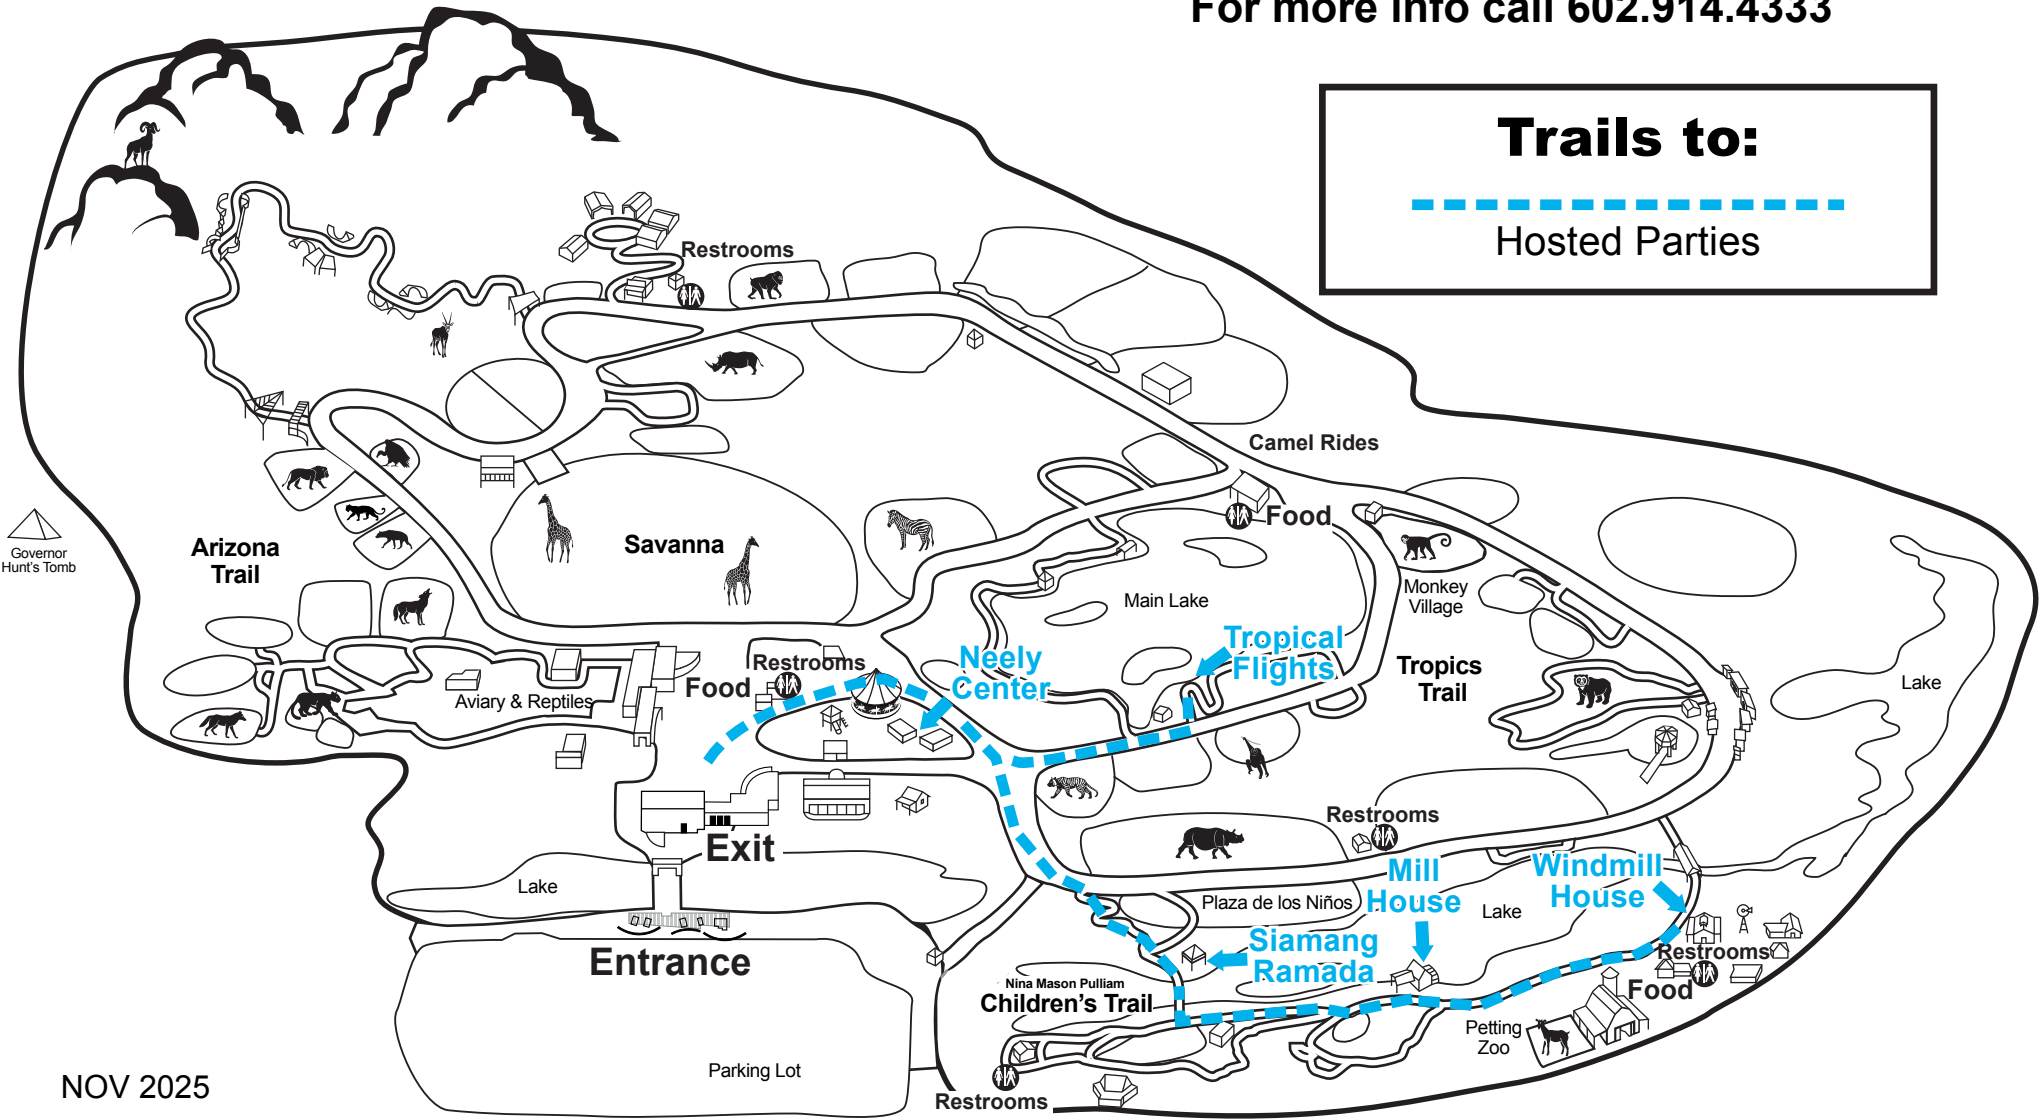 For more info call 602.914.4333
Trails to:
Hosted Parties
Restrooms
Camel Rides
Food
Governor
Hunt's Tomb
Arizona
Trail
Savanna
Main Lake
Monkey
Village
Tropical
Flights
Neely
Center
Tropics
Trail
Lake
Restrooms
Food
Aviary & Reptiles
Restrooms
Exit
Mill
House
Windmill
House
Lake
Plaza de los Niños
Lake
Siamang
Ramada
Restrooms
Food
Entrance
Nina Mason Pulliam
Children's Trail
Petting
Zoo
Parking Lot
NOV 2025
Restrooms